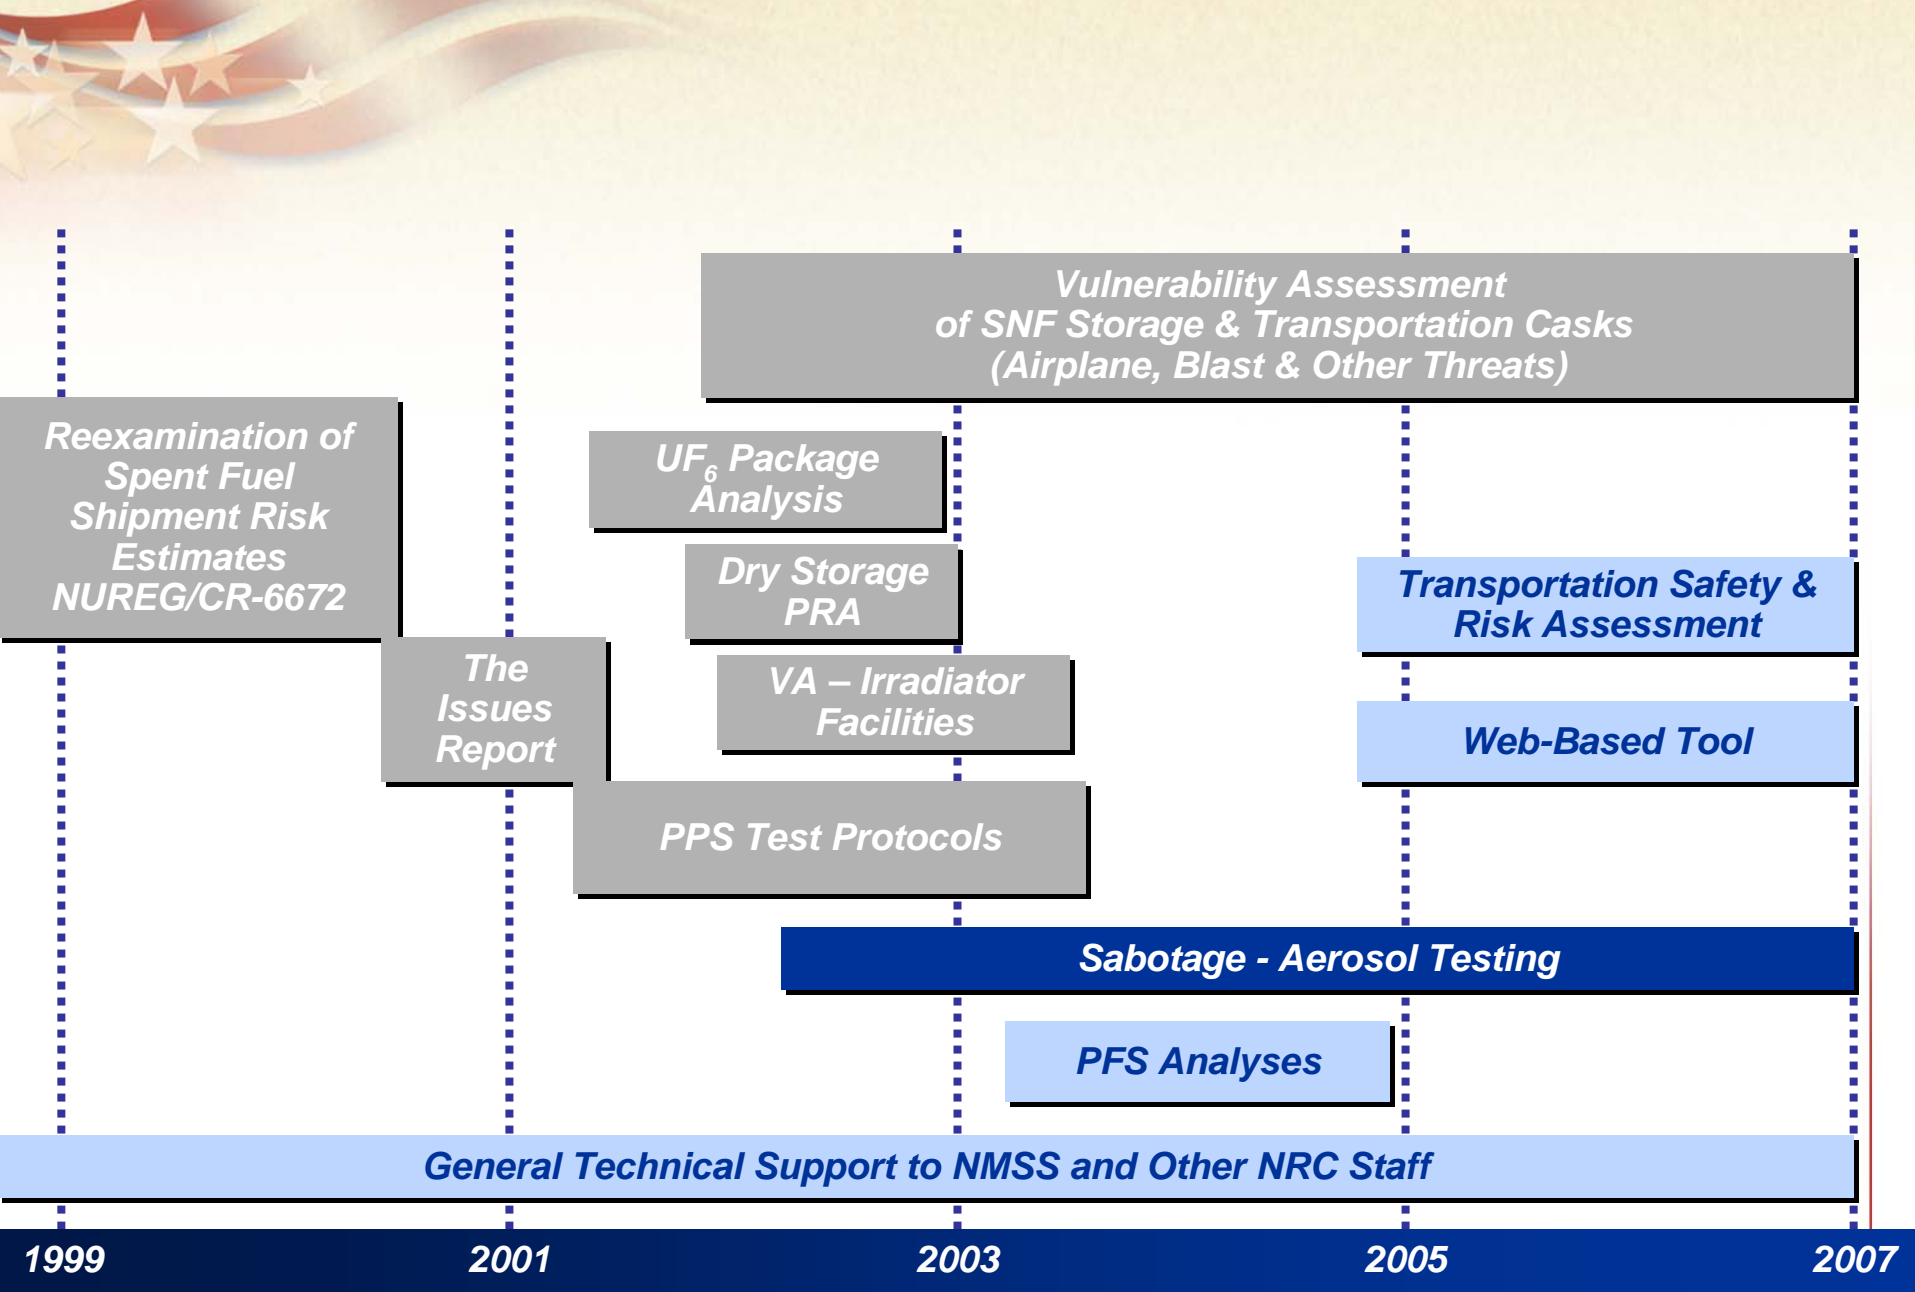 Vulnerability Assessment
of SNF Storage & Transportation Casks
(Airplane, Blast & Other Threats)
Reexamination of
Spent Fuel
Shipment Risk
Estimates
NUREG/CR-6672
UF₆ Package
Analysis
Dry Storage
PRA
Transportation Safety &
Risk Assessment
The
Issues
Report
VA – Irradiator
Facilities
Web-Based Tool
PPS Test Protocols
Sabotage - Aerosol Testing
PFS Analyses
General Technical Support to NMSS and Other NRC Staff
1999 2001 2003 2005 2007